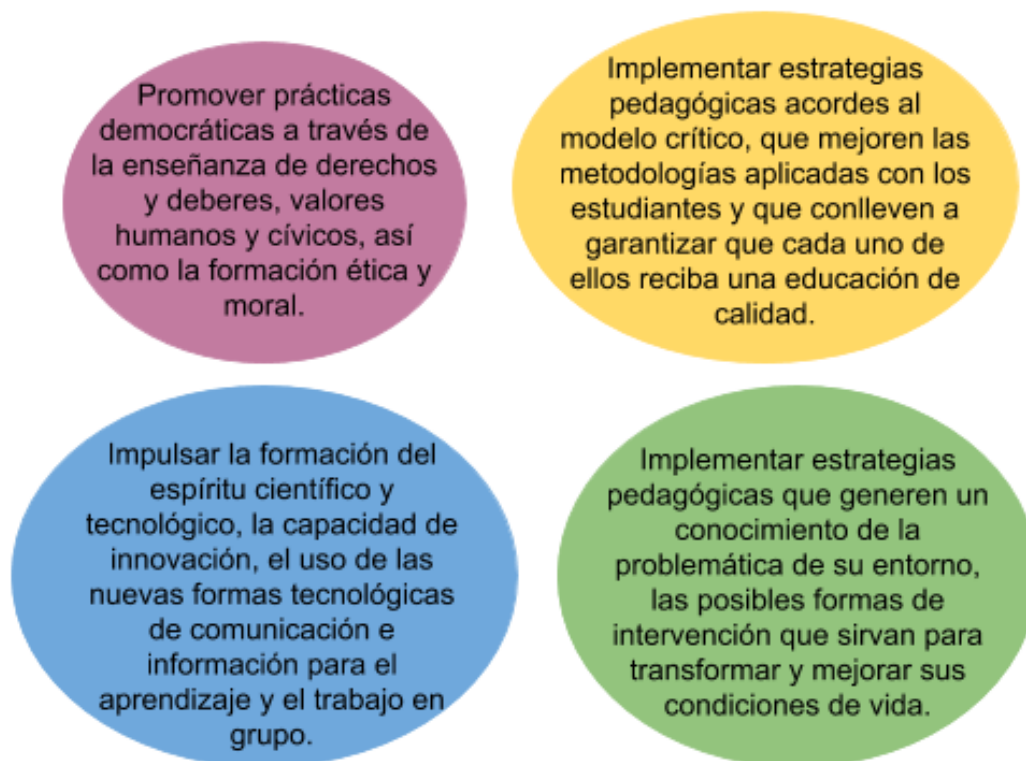 Promover prácticas
democráticas a través de
la enseñanza de derechos
y deberes, valores
humanos y cívicos, así
como la formación ética y
moral.
Implementar estrategias
pedagógicas acordes al
modelo crítico, que mejoren las
metodologías aplicadas con los
estudiantes y que conlleven a
garantizar que cada uno de
ellos reciba una educación de
calidad.
Impulsar la formación del
espíritu científico y
tecnológico, la capacidad de
innovación, el uso de las
nuevas formas tecnológicas
de comunicación e
información para el
aprendizaje y el trabajo en
grupo.
Implementar estrategias
pedagógicas que generen un
conocimiento de la
problemática de su entorno,
las posibles formas de
intervención que sirvan para
transformar y mejorar sus
condiciones de vida.